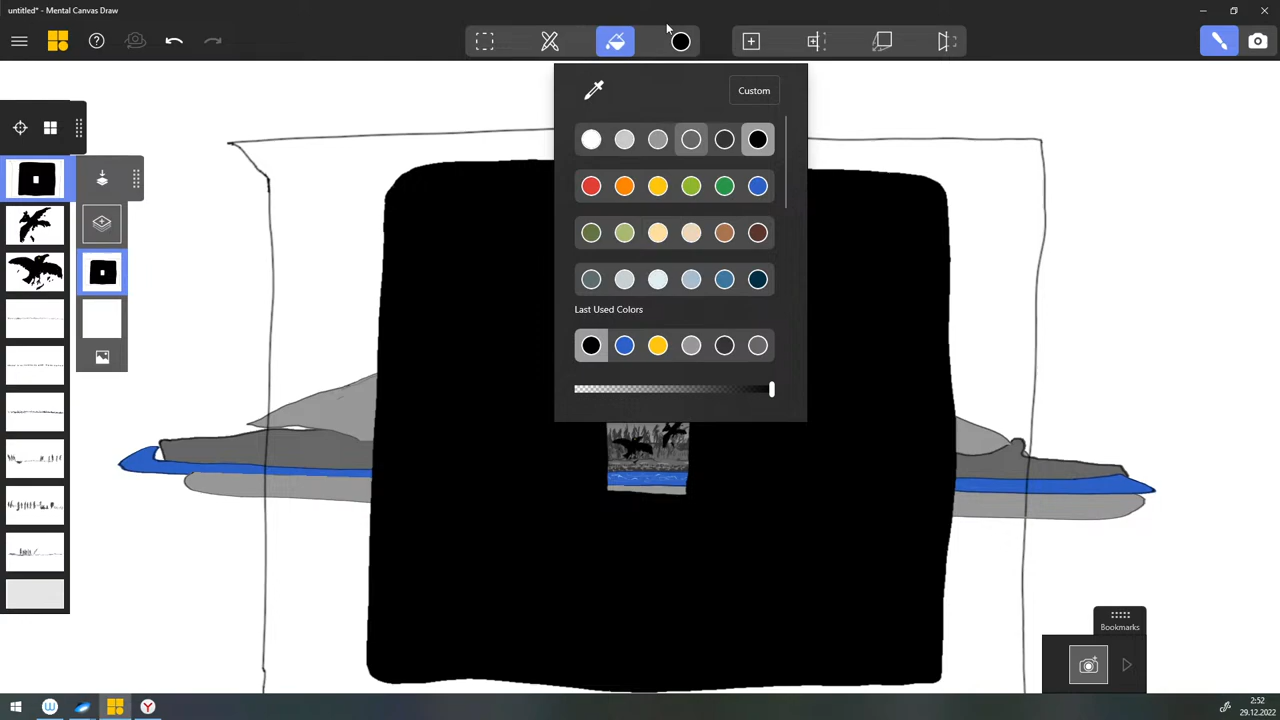 untitled* - Mental Canvas Draw
Custom
Last Used Colors
Bookmarks
2:52
29.12.2022